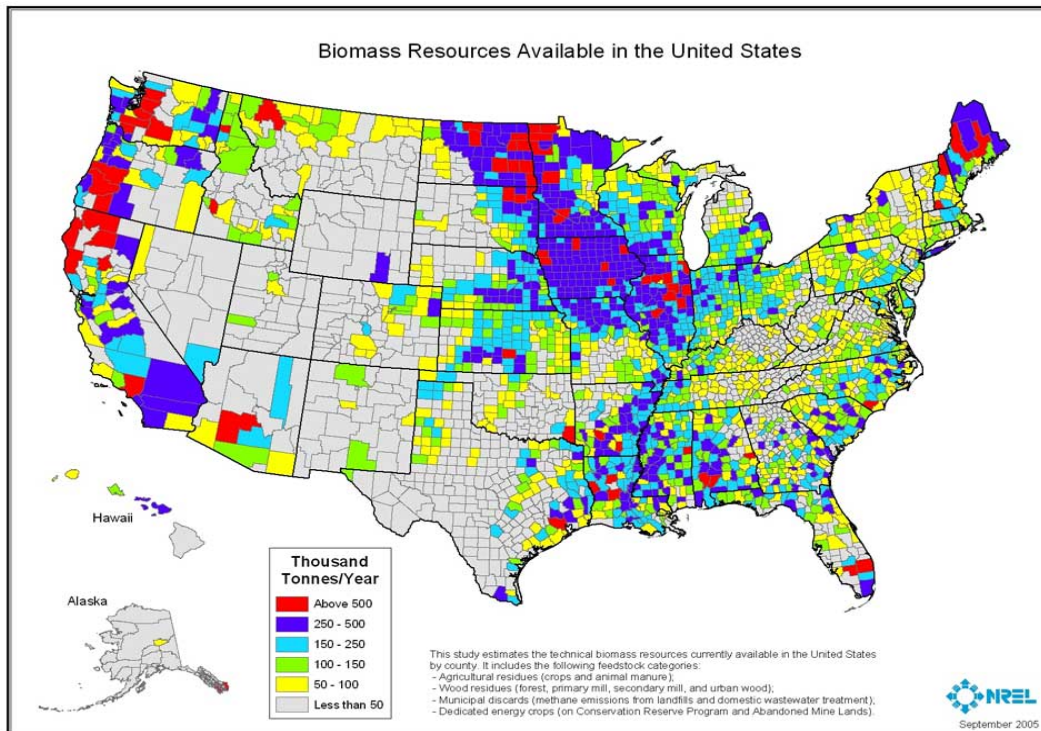 Biomass Resources Available in the United States
Hawaii
Alaska
Thousand
Tonnes/Year
Above 500
250 - 500
150 - 250
100 - 150
50 - 100
Less than 50
This study estimates the technical biomass resources currently available in the United States
by county. It includes the following feedstock categories:
- Agricultural residues (crops and animal manure);
- Wood residues (forest, primary mill, secondary mill, and urban wood);
- Municipal discards (methane emissions from landfills and domestic wastewater treatment);
- Dedicated energy crops (on Conservation Reserve Program and Abandoned Mine Lands).
NREL
September 2005